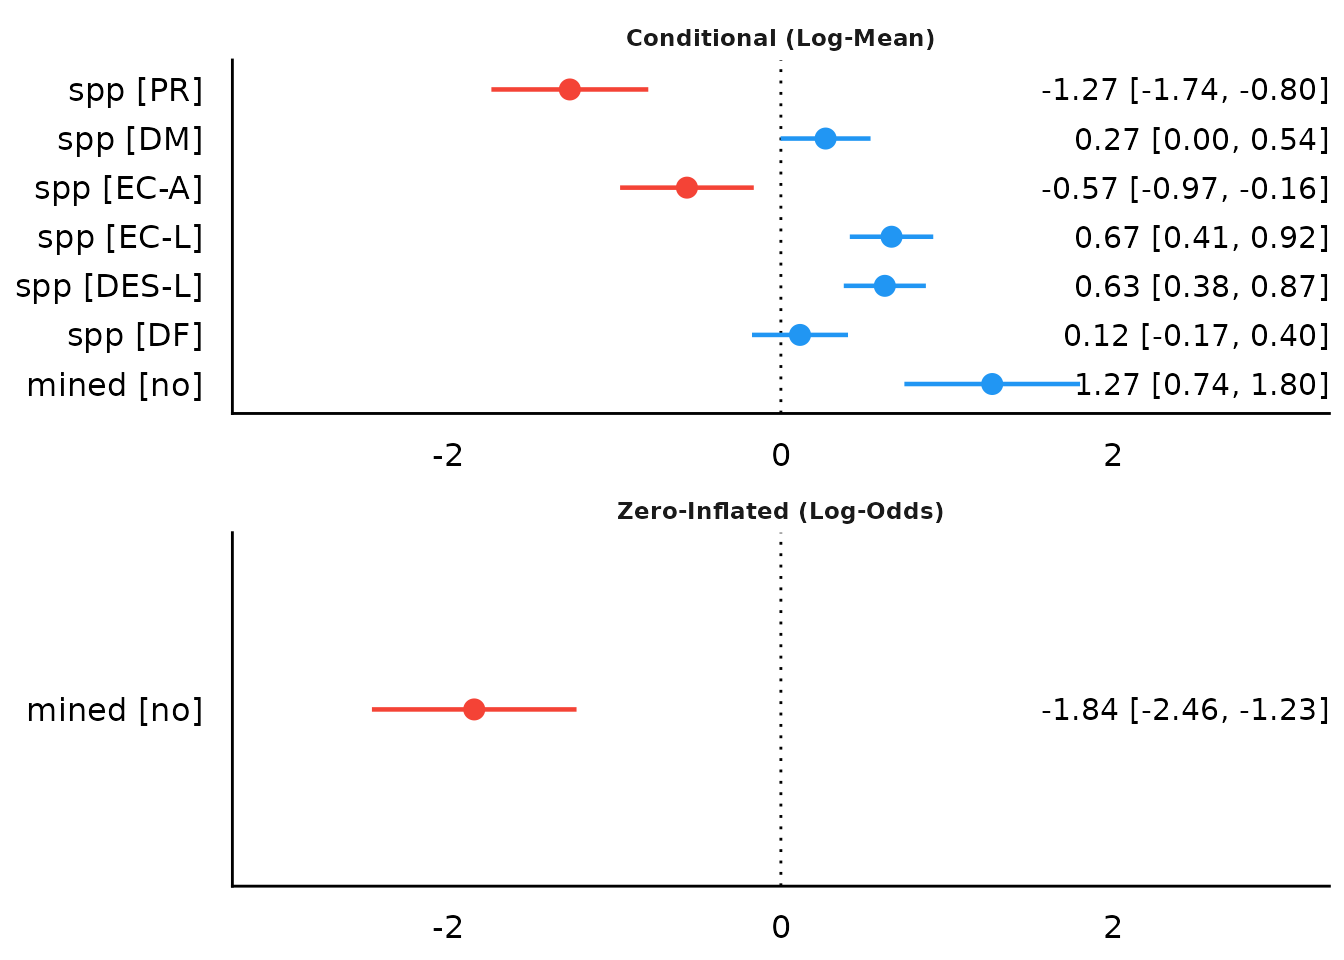 Conditional (Log-Mean)
spp [PR] -1.27 [-1.74, -0.80]
spp [DM] 0.27 [0.00, 0.54]
spp [EC-A] -0.57 [-0.97, -0.16]
spp [EC-L] 0.67 [0.41, 0.92]
spp [DES-L] 0.63 [0.38, 0.87]
spp [DF] 0.12 [-0.17, 0.40]
mined [no] 1.27 [0.74, 1.80]
-2 0 2
Zero-Inflated (Log-Odds)
mined [no] -1.84 [-2.46, -1.23]
-2 0 2